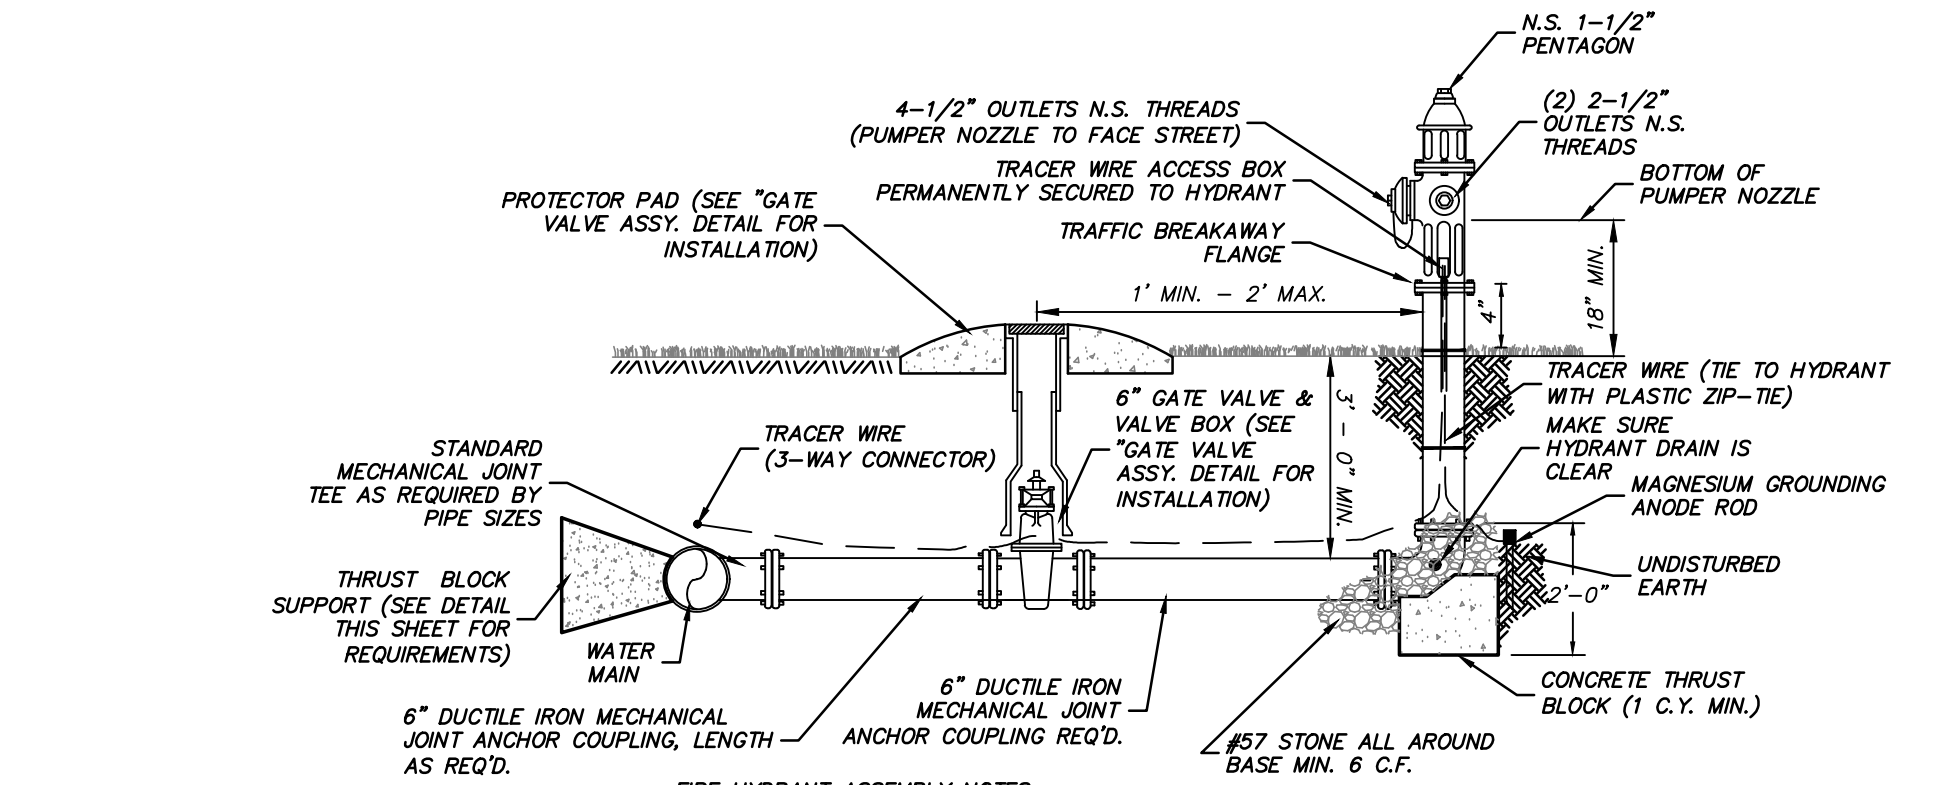 N.S. 1-1/2"
PENTAGON
4-1/2" OUTLETS N.S. THREADS
(PUMPER NOZZLE TO FACE STREET)
(2) 2-1/2"
OUTLETS N.S.
THREADS
TRACER WIRE ACCESS BOX
PERMANENTLY SECURED TO HYDRANT
BOTTOM OF
PUMPER NOZZLE
PROTECTOR PAD (SEE "GATE
VALVE ASSY. DETAIL FOR
INSTALLATION)
TRAFFIC BREAKAWAY
FLANGE
1' MIN. - 2' MAX.
4"
18" MIN.
TRACER WIRE (TIE TO HYDRANT
WITH PLASTIC ZIP-TIE)
6" GATE VALVE &
VALVE BOX (SEE
"GATE VALVE
ASSY. DETAIL FOR
INSTALLATION)
3' - 0" MIN.
MAKE SURE
HYDRANT DRAIN IS
CLEAR
TRACER WIRE
(3-WAY CONNECTOR)
STANDARD
MECHANICAL JOINT
TEE AS REQUIRED BY
PIPE SIZES
MAGNESIUM GROUNDING
ANODE ROD
UNDISTURBED
EARTH
2'-0"
THRUST BLOCK
SUPPORT (SEE DETAIL
THIS SHEET FOR
REQUIREMENTS)
WATER
MAIN
6" DUCTILE IRON
MECHANICAL JOINT
ANCHOR COUPLING REQ'D.
CONCRETE THRUST
BLOCK (1 C.Y. MIN.)
6" DUCTILE IRON MECHANICAL
JOINT ANCHOR COUPLING, LENGTH
AS REQ'D.
#57 STONE ALL AROUND
BASE MIN. 6 C.F.
FIRE HYDRANT ASSEMBLY NOTES